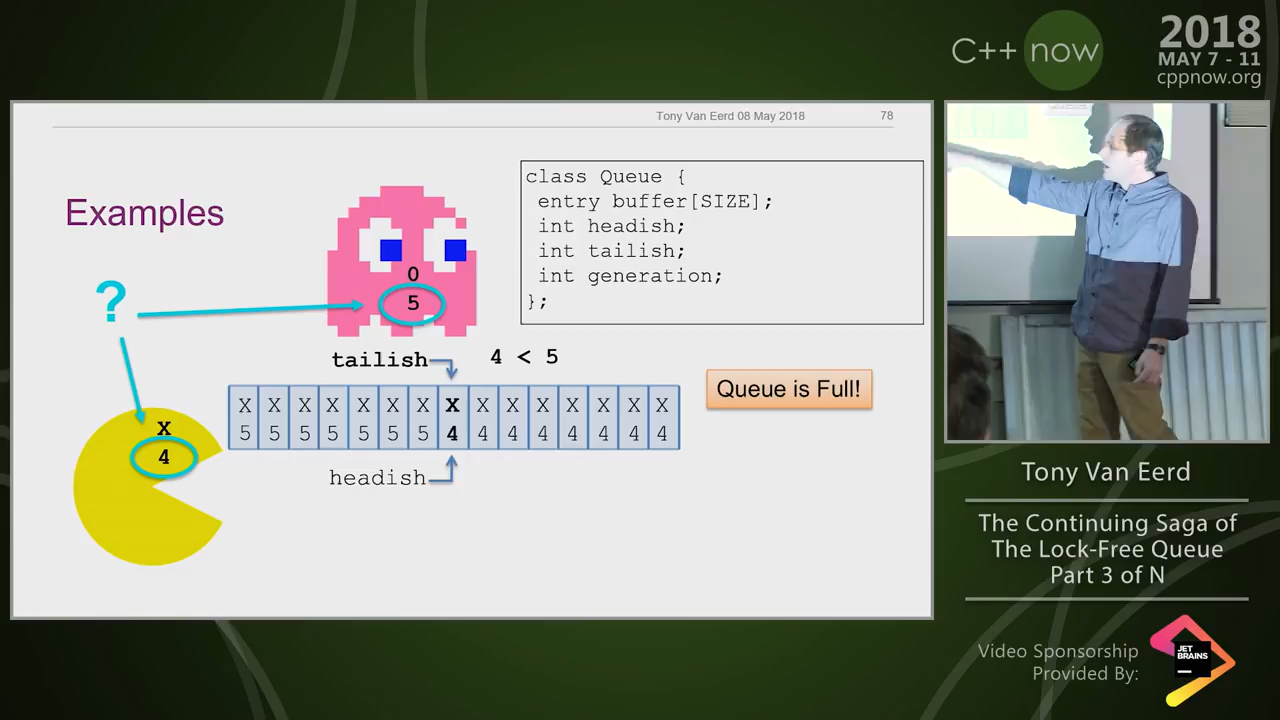 C++ now
2018
MAY 7 - 11
cppnow.org
Tony Van Eerd 08 May 2018
78
Examples
class Queue {
entry buffer[SIZE];
int headish;
int tailish;
int generation;
};
?
0
5
tailish
4 < 5
Queue is Full!
X X X X X X X X X X X X X X X
5 5 5 5 5 5 5 4 4 4 4 4 4 4 4
X
4
headish
Tony Van Eerd
The Continuing Saga of
The Lock-Free Queue
Part 3 of N
Video Sponsorship
Provided By:
JET
BRAINS